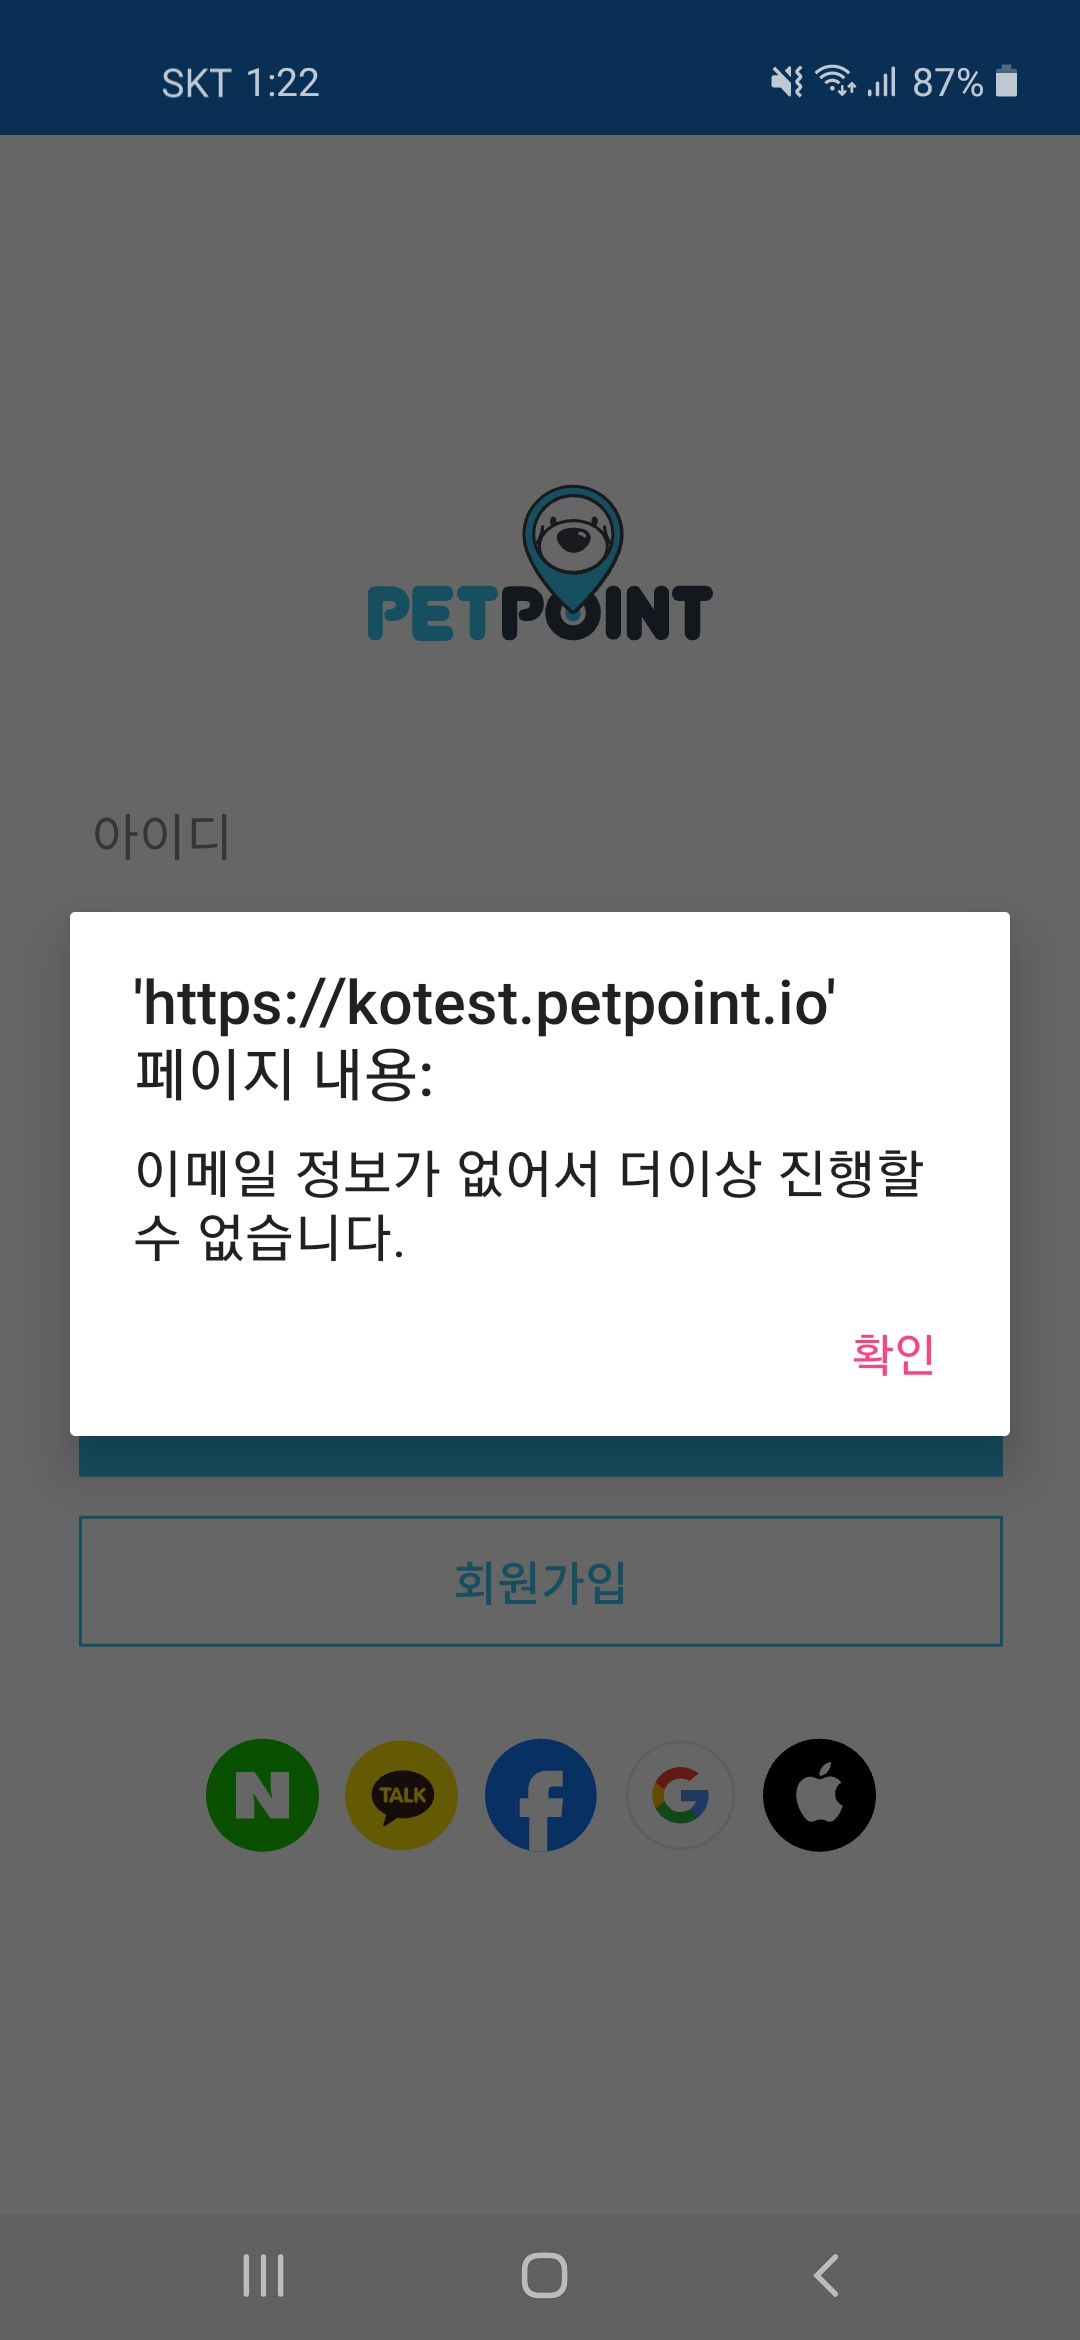 SKT 1:22
87%
PETPOINT
아이디
'https://kotest.petpoint.io'
페이지 내용:
이메일 정보가 없어서 더이상 진행할
수 없습니다.
확인
회원가입
N
TALK
f
G